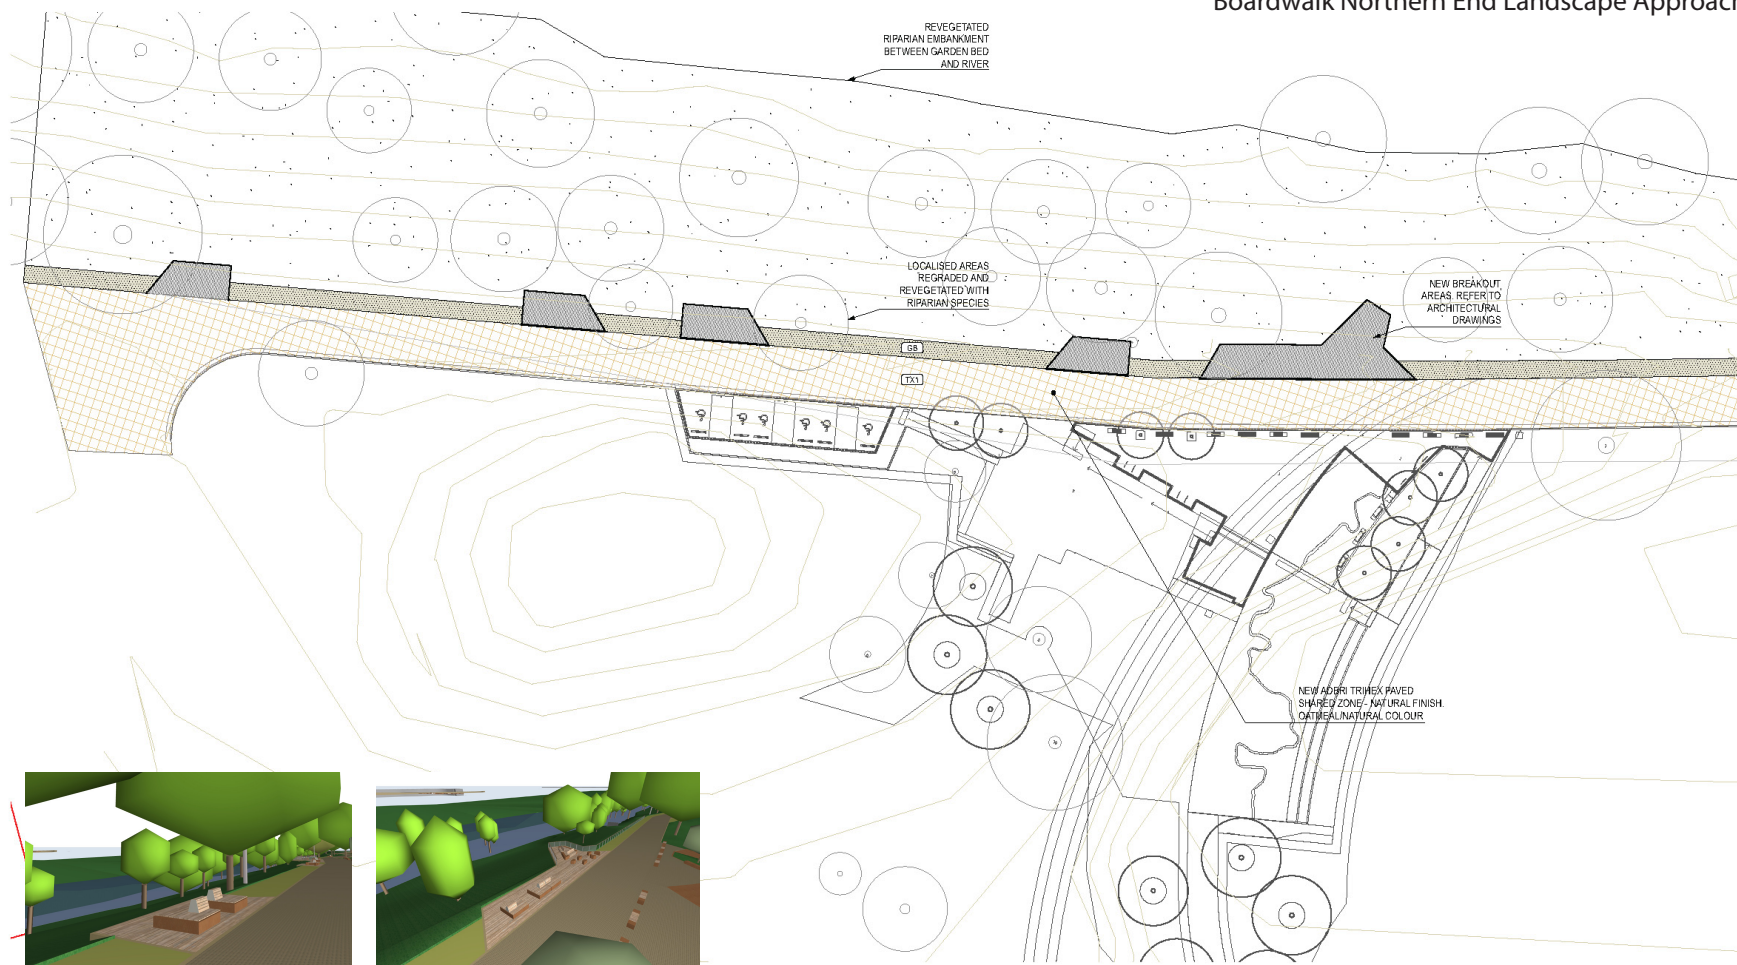 Boardwalk Northern End Landscape Approach
REVEGETATED
RIPARIAN EMBANKMENT
BETWEEN GARDEN BED
AND RIVER
LOCALISED AREAS
REGRADED AND
REVEGETATED WITH
RIPARIAN SPECIES
NEW BREAKOUT
AREAS. REFER TO
ARCHITECTURAL
DRAWINGS
GB
TX1
NEW ADBRI TRIHEX PAVED
SHARED ZONE - NATURAL FINISH.
OATMEAL/NATURAL COLOUR